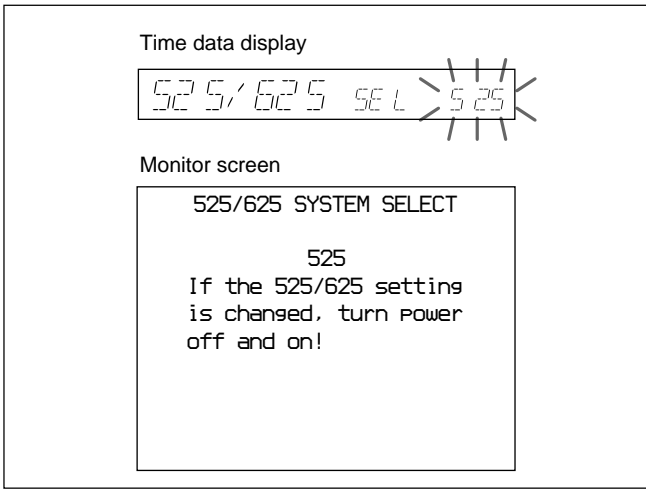 Time data display
525/625 SEL 525
Monitor screen
525/625 SYSTEM SELECT
525
If the 525/625 setting
is changed, turn power
off and on!